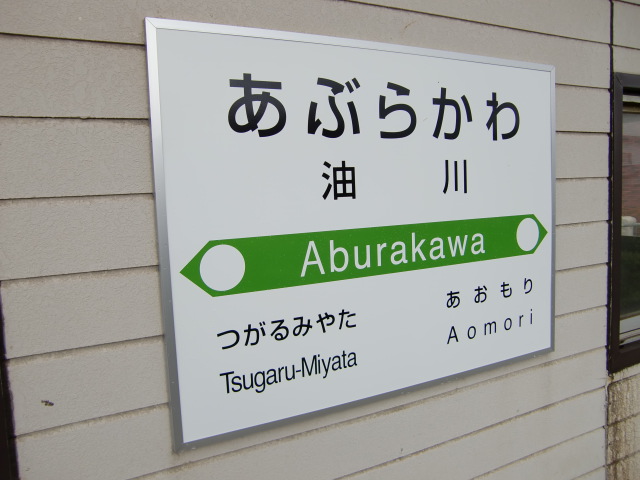 あぶらかわ
油川
Aburakawa
つがるみやた
Tsugaru-Miyata
あおもり
Aomori